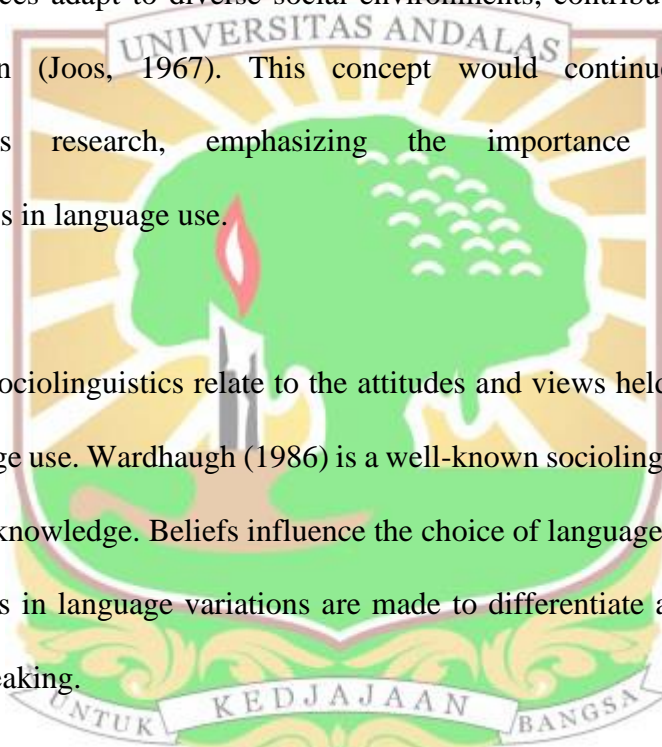 ces adapt to diverse social environments, contribut
UNIVERSITAS ANDALAS
n (Joos, 1967). This concept would continu
s research, emphasizing the importance
s in language use.
ociolinguistics relate to the attitudes and views held
ge use. Wardhaugh (1986) is a well-known socioling
knowledge. Beliefs influence the choice of language
s in language variations are made to differentiate a
eaking.
UNTUK KEDJAJAAN BANGSA